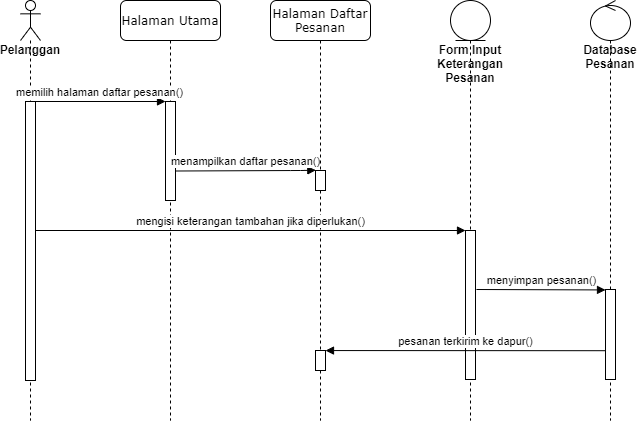 Pelanggan
Halaman Utama
Halaman Daftar
Pesanan
Form Input
Keterangan
Pesanan
Database
Pesanan
memilih halaman daftar pesanan()
menampilkan daftar pesanan()
mengisi keterangan tambahan jika diperlukan()
menyimpan pesanan()
pesanan terkirim ke dapur()